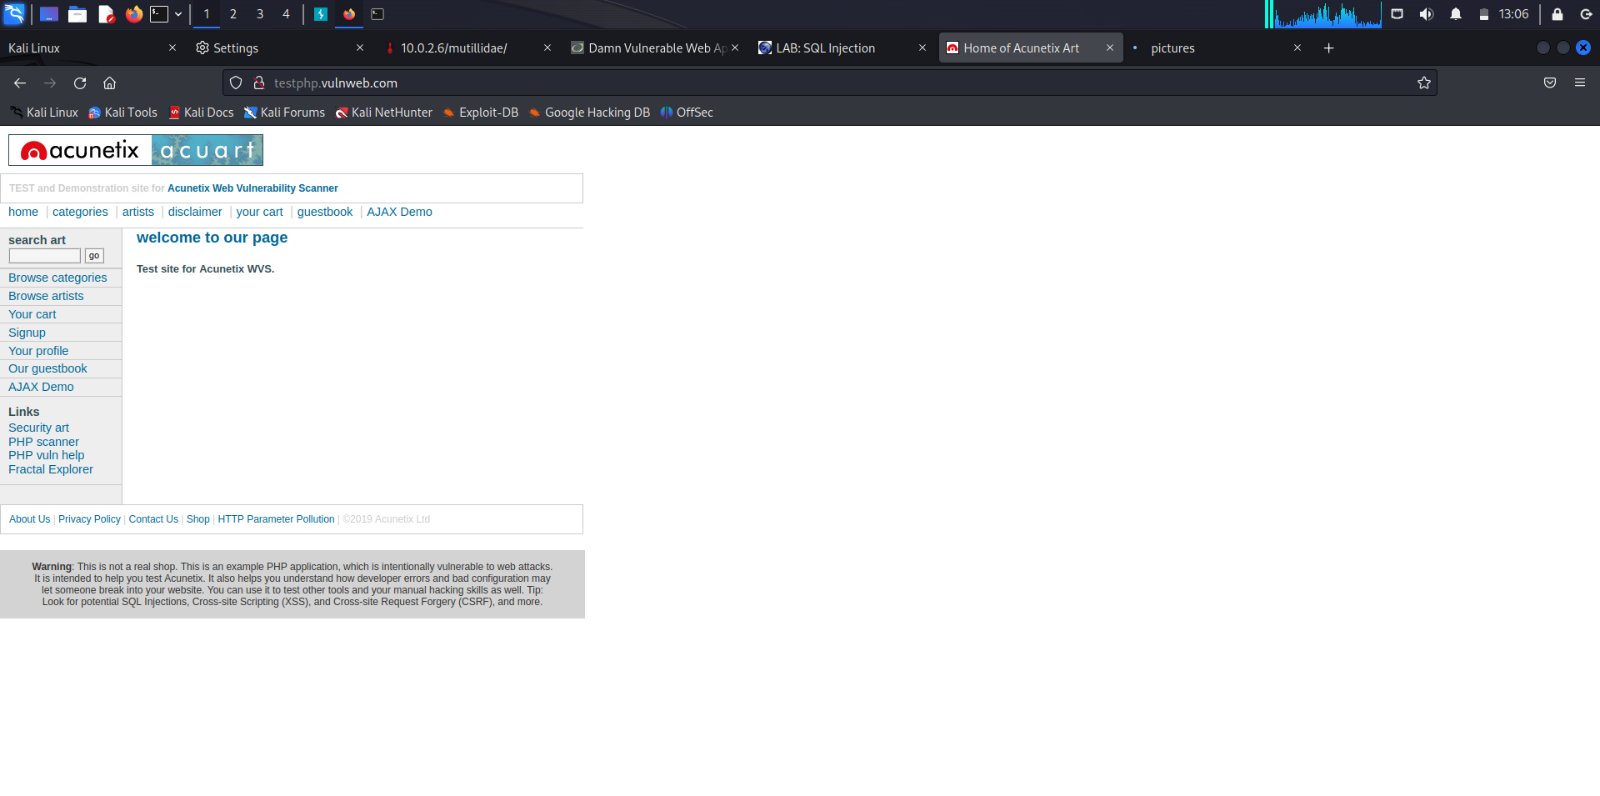 1 2 3 4 13:06
Kali Linux Settings 10.0.2.6/mutillidae/ Damn Vulnerable Web Ap LAB: SQL Injection Home of Acunetix Art pictures
testphp.vulnweb.com
Kali Linux Kali Tools Kali Docs Kali Forums Kali NetHunter Exploit-DB Google Hacking DB OffSec
acunetix acuart
TEST and Demonstration site for Acunetix Web Vulnerability Scanner
home | categories | artists | disclaimer | your cart | guestbook | AJAX Demo
search art
go
Browse categories
Browse artists
Your cart
Signup
Your profile
Our guestbook
AJAX Demo
Links
Security art
PHP scanner
PHP vuln help
Fractal Explorer
welcome to our page
Test site for Acunetix WVS.
About Us | Privacy Policy | Contact Us | Shop | HTTP Parameter Pollution | ©2019 Acunetix Ltd
Warning: This is not a real shop. This is an example PHP application, which is intentionally vulnerable to web attacks.
It is intended to help you test Acunetix. It also helps you understand how developer errors and bad configuration may
let someone break into your website. You can use it to test other tools and your manual hacking skills as well. Tip:
Look for potential SQL Injections, Cross-site Scripting (XSS), and Cross-site Request Forgery (CSRF), and more.